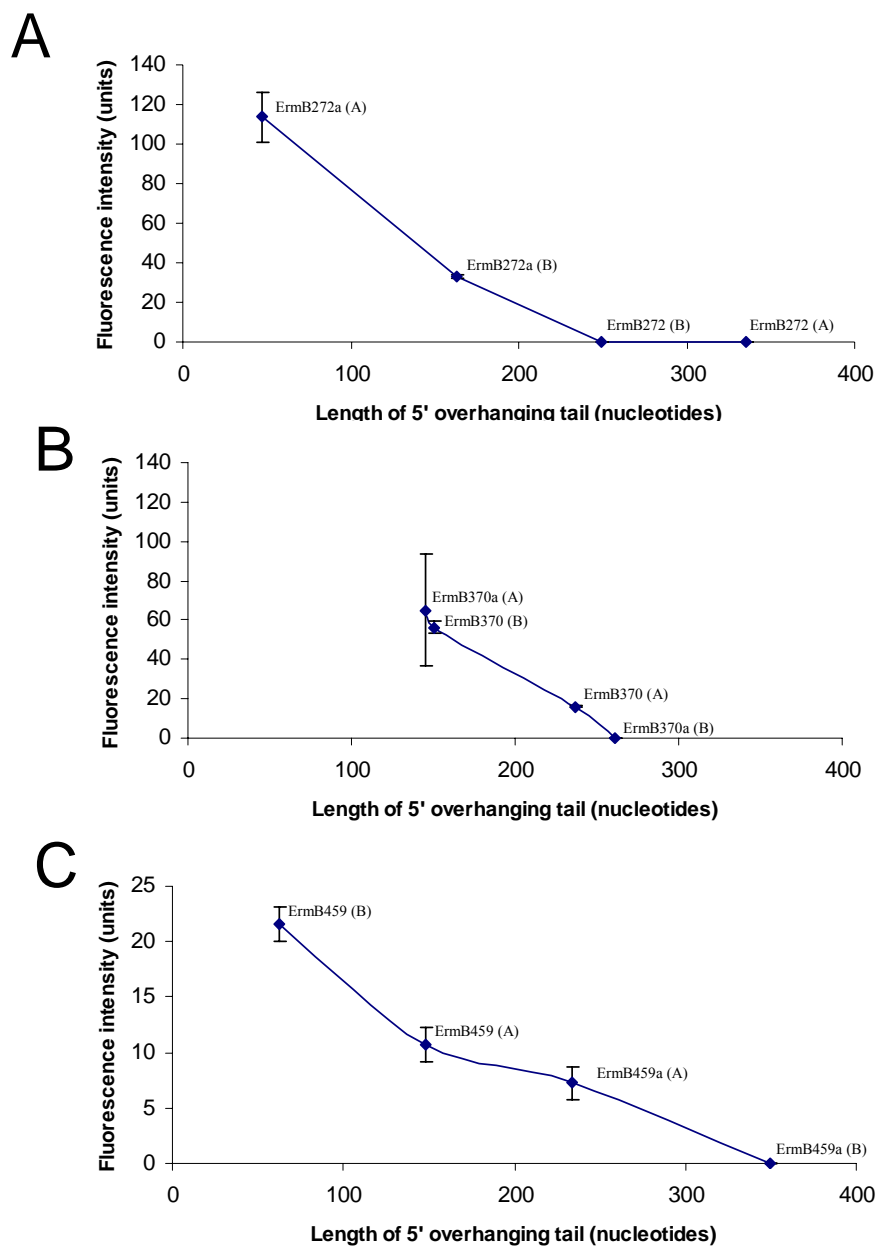 A
Fluorescence intensity (units)
140
120
100
80
60
40
20
0
ErmB272a (A)
ErmB272a (B)
ErmB272 (B)
ErmB272 (A)
0 100 200 300 400
Length of 5' overhanging tail (nucleotides)
B
Fluorescence intensity (units)
140
120
100
80
60
40
20
0
ErmB370a (A)
ErmB370 (B)
ErmB370 (A)
ErmB370a (B)
0 100 200 300 400
Length of 5' overhanging tail (nucleotides)
C
Fluorescence intensity (units)
25
20
15
10
5
0
ErmB459 (B)
ErmB459 (A)
ErmB459a (A)
ErmB459a (B)
0 100 200 300 400
Length of 5' overhanging tail (nucleotides)